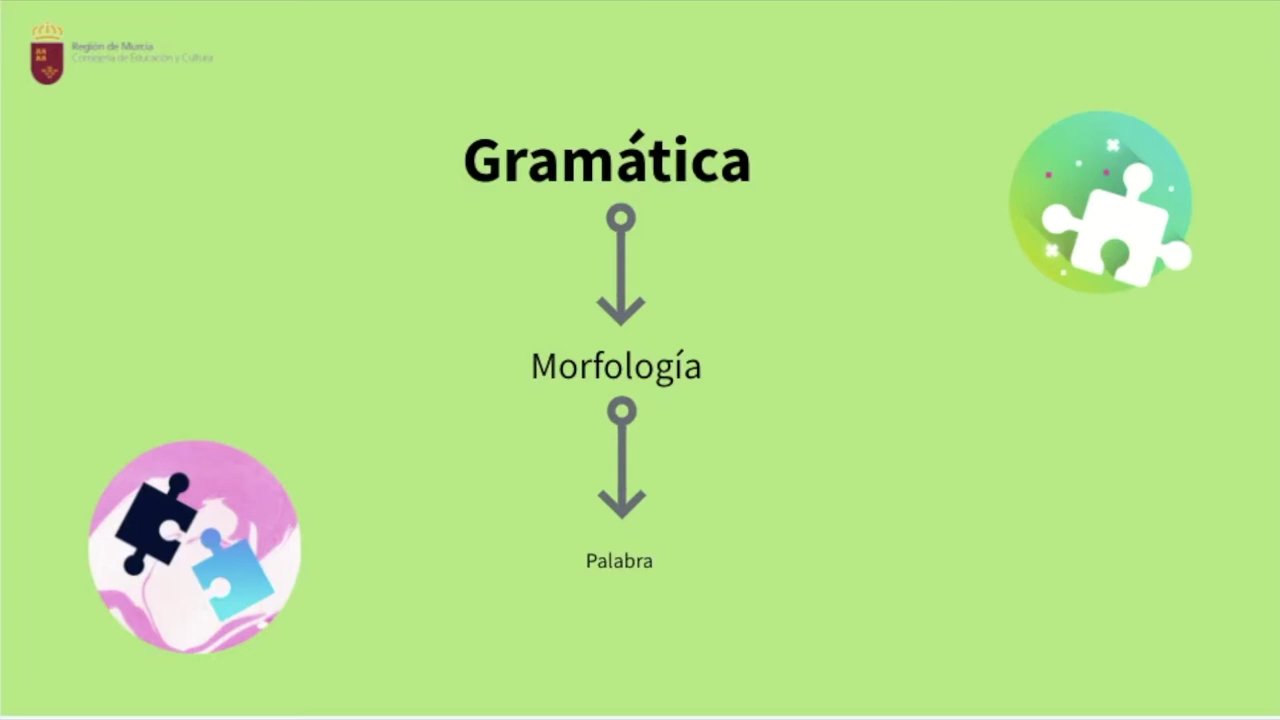 Región de Murcia
Consejería de Educación y Cultura
Gramática
Morfología
Palabra